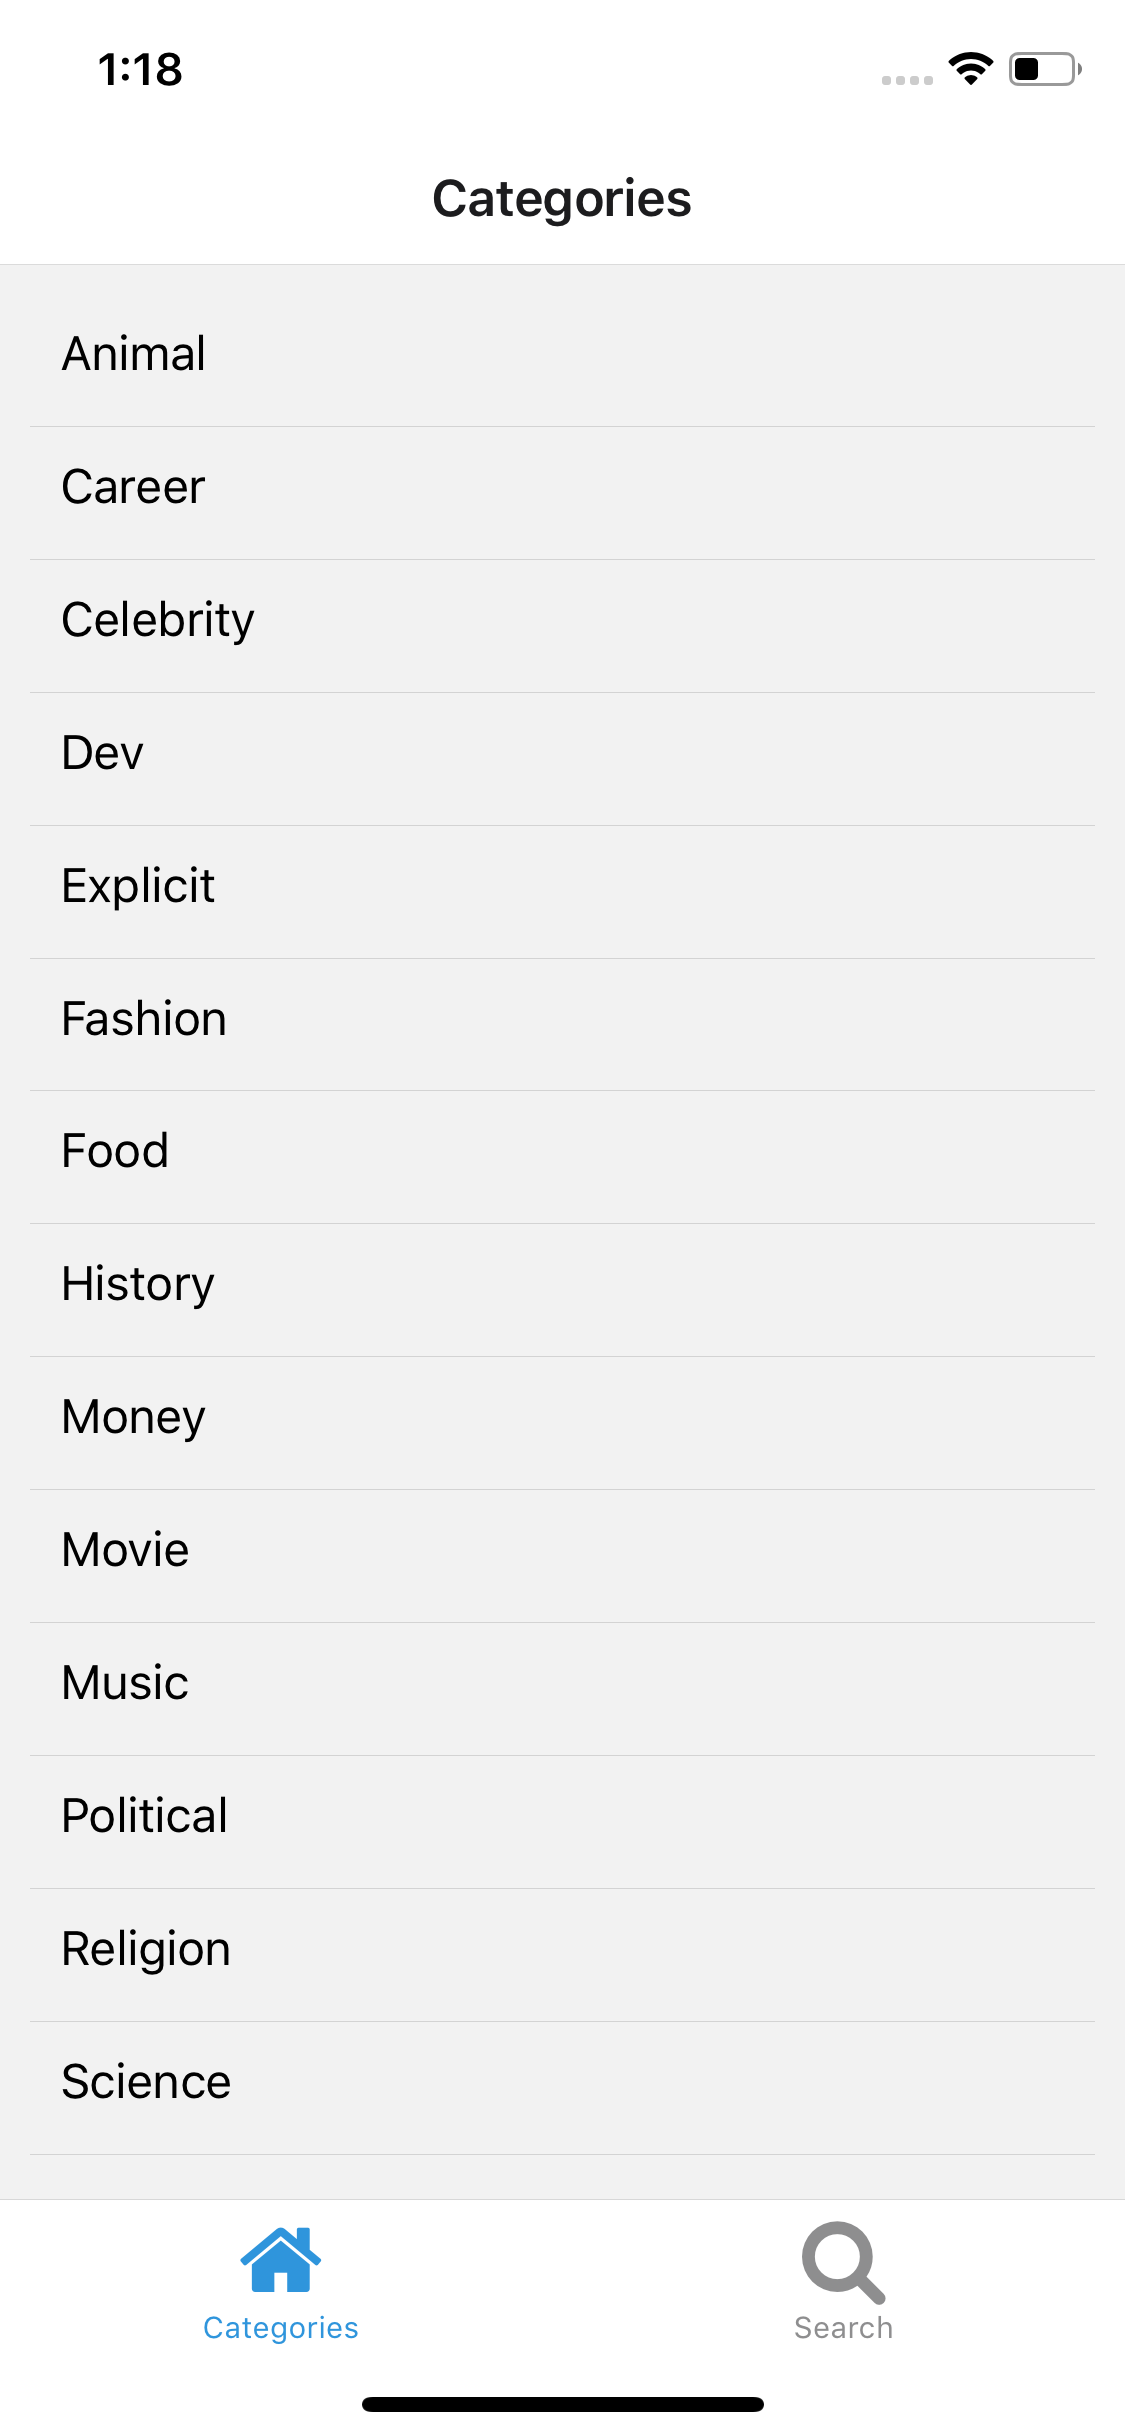 1:18
Categories
Animal
Career
Celebrity
Dev
Explicit
Fashion
Food
History
Money
Movie
Music
Political
Religion
Science
Categories
Search